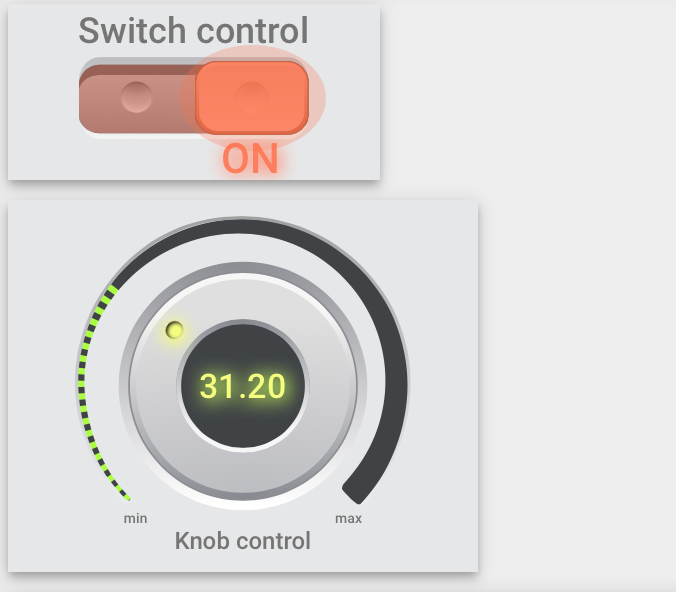 Switch control
ON
31.20
min
max
Knob control